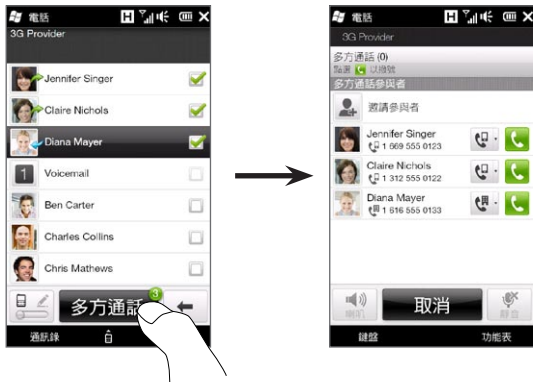 電話
3G Provider
Jennifer Singer
Claire Nichols
Diana Mayer
1 Voicemail
Ben Carter
Charles Collins
Chris Mathews
多方通話 3
通訊錄
電話
3G Provider
多方通話 (0)
點選 以撥號
多方通話參與者
邀請參與者
Jennifer Singer
1 669 555 0123
Claire Nichols
1 312 555 0122
Diana Mayer
1 616 555 0133
喇叭 取消 靜音
鍵盤 功能表